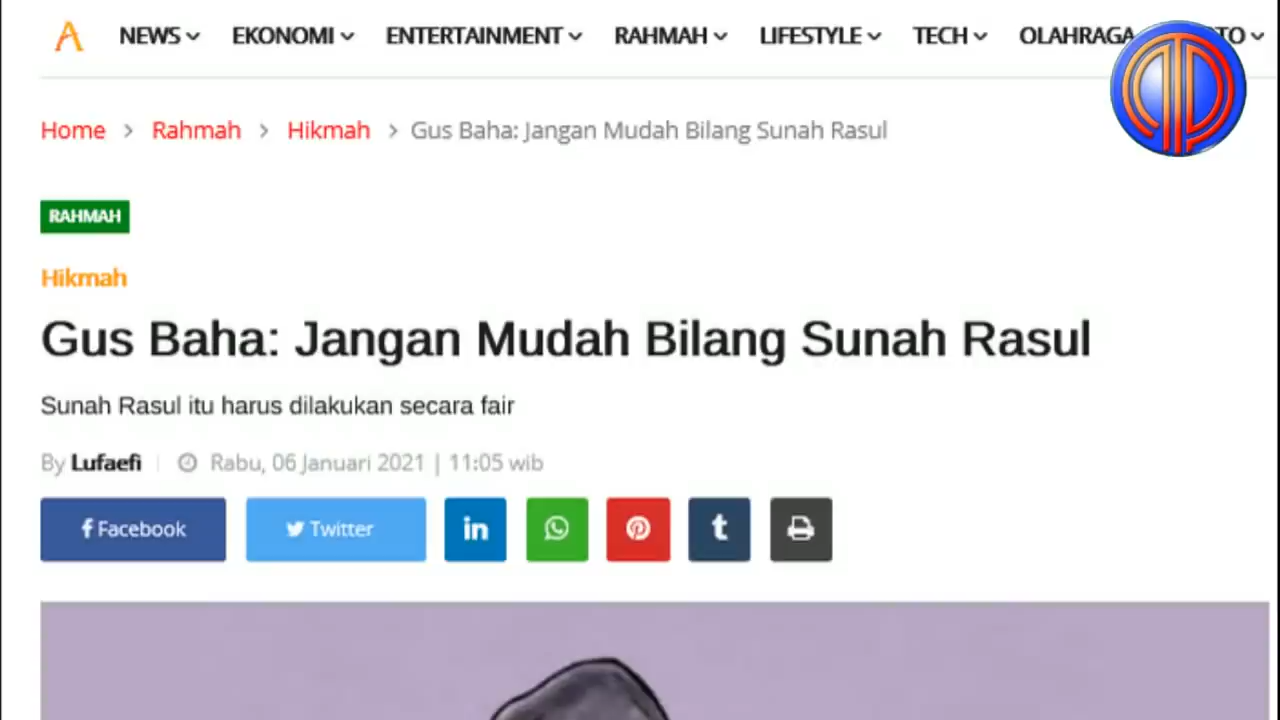 NEWS EKONOMI ENTERTAINMENT RAHMAH LIFESTYLE TECH OLAHRAGA
Home > Rahmah > Hikmah > Gus Baha: Jangan Mudah Bilang Sunah Rasul
RAHMAH
Hikmah
Gus Baha: Jangan Mudah Bilang Sunah Rasul
Sunah Rasul itu harus dilakukan secara fair
By Lufaefi | Rabu, 06 Januari 2021 | 11:05 wib
Facebook Twitter